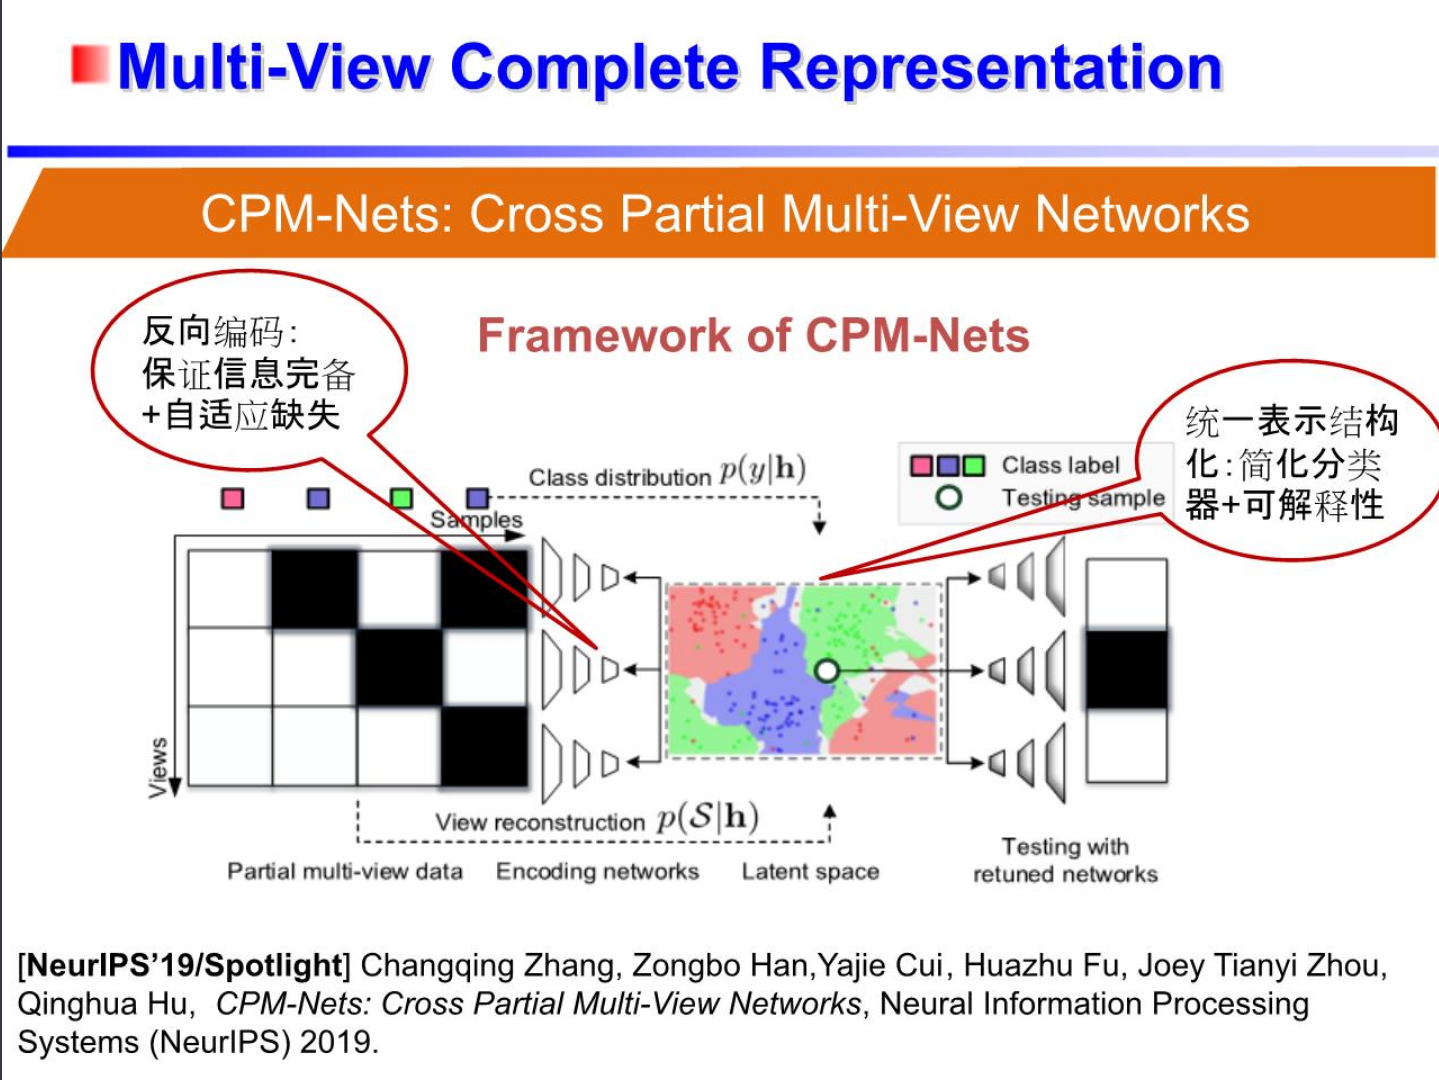 Multi-View Complete Representation
CPM-Nets: Cross Partial Multi-View Networks
反向编码:
保证信息完备
+自适应缺失
Framework of CPM-Nets
统一表示结构
化:简化分类
器+可解释性
Class distribution p(y|h)
Class label
Testing sample
Samples
Views
View reconstruction p(S|h)
Partial multi-view data
Encoding networks
Latent space
Testing with
retuned networks
[NeurIPS’19/Spotlight] Changqing Zhang, Zongbo Han,Yajie Cui, Huazhu Fu, Joey Tianyi Zhou,
Qinghua Hu, CPM-Nets: Cross Partial Multi-View Networks, Neural Information Processing
Systems (NeurIPS) 2019.